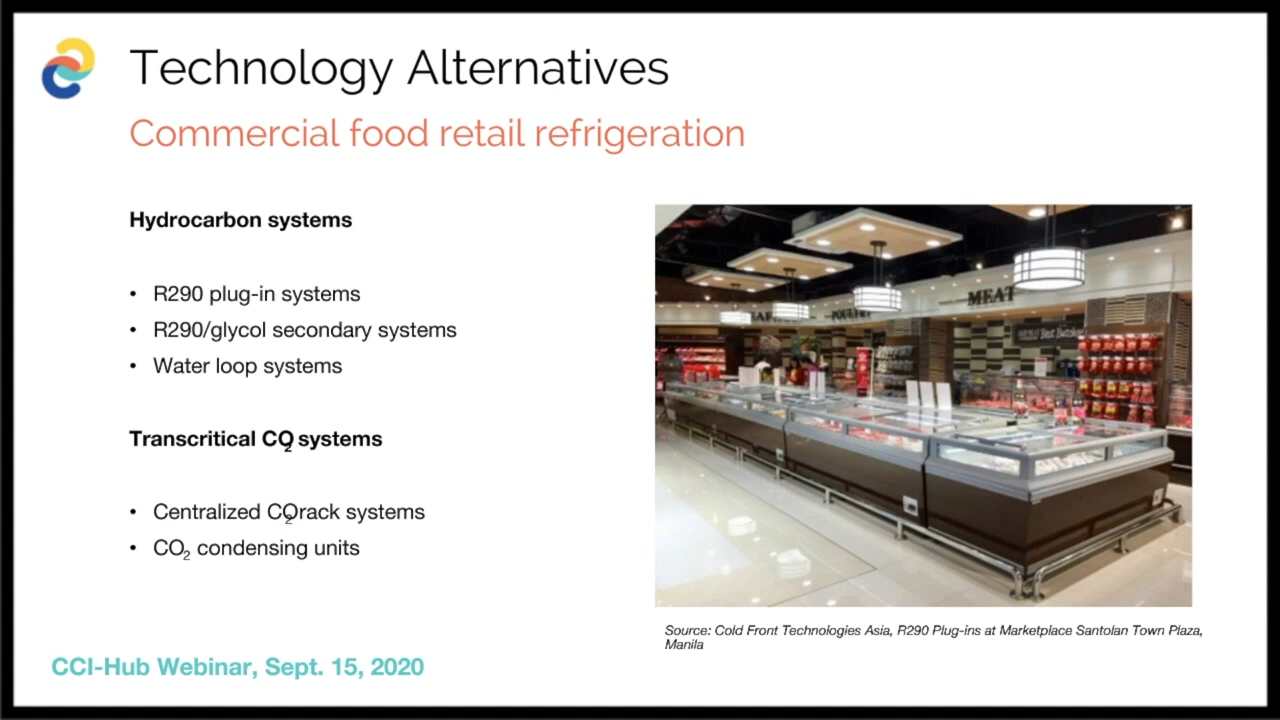 Technology Alternatives
Commercial food retail refrigeration
Hydrocarbon systems
• R290 plug-in systems
• R290/glycol secondary systems
• Water loop systems
Transcritical CO2 systems
• Centralized CO2 rack systems
• CO2 condensing units
POULTRY
MEAT
Source: Cold Front Technologies Asia, R290 Plug-ins at Marketplace Santolan Town Plaza,
Manila
CCI-Hub Webinar, Sept. 15, 2020